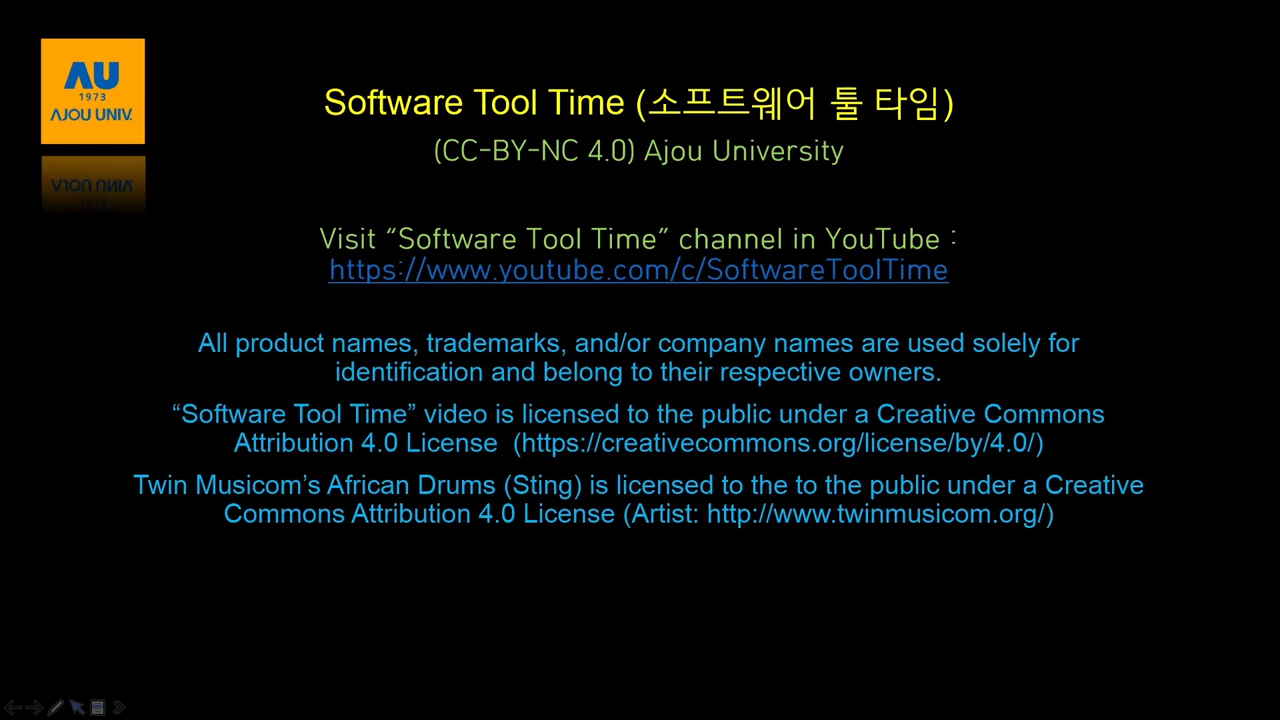 AU
1973
AJOU UNIV.
Software Tool Time (소프트웨어 툴 타임)
(CC-BY-NC 4.0) Ajou University
Visit “Software Tool Time” channel in YouTube :
https://www.youtube.com/c/SoftwareToolTime
All product names, trademarks, and/or company names are used solely for
identification and belong to their respective owners.
“Software Tool Time” video is licensed to the public under a Creative Commons
Attribution 4.0 License (https://creativecommons.org/license/by/4.0/)
Twin Musicom’s African Drums (Sting) is licensed to the to the public under a Creative
Commons Attribution 4.0 License (Artist: http://www.twinmusicom.org/)